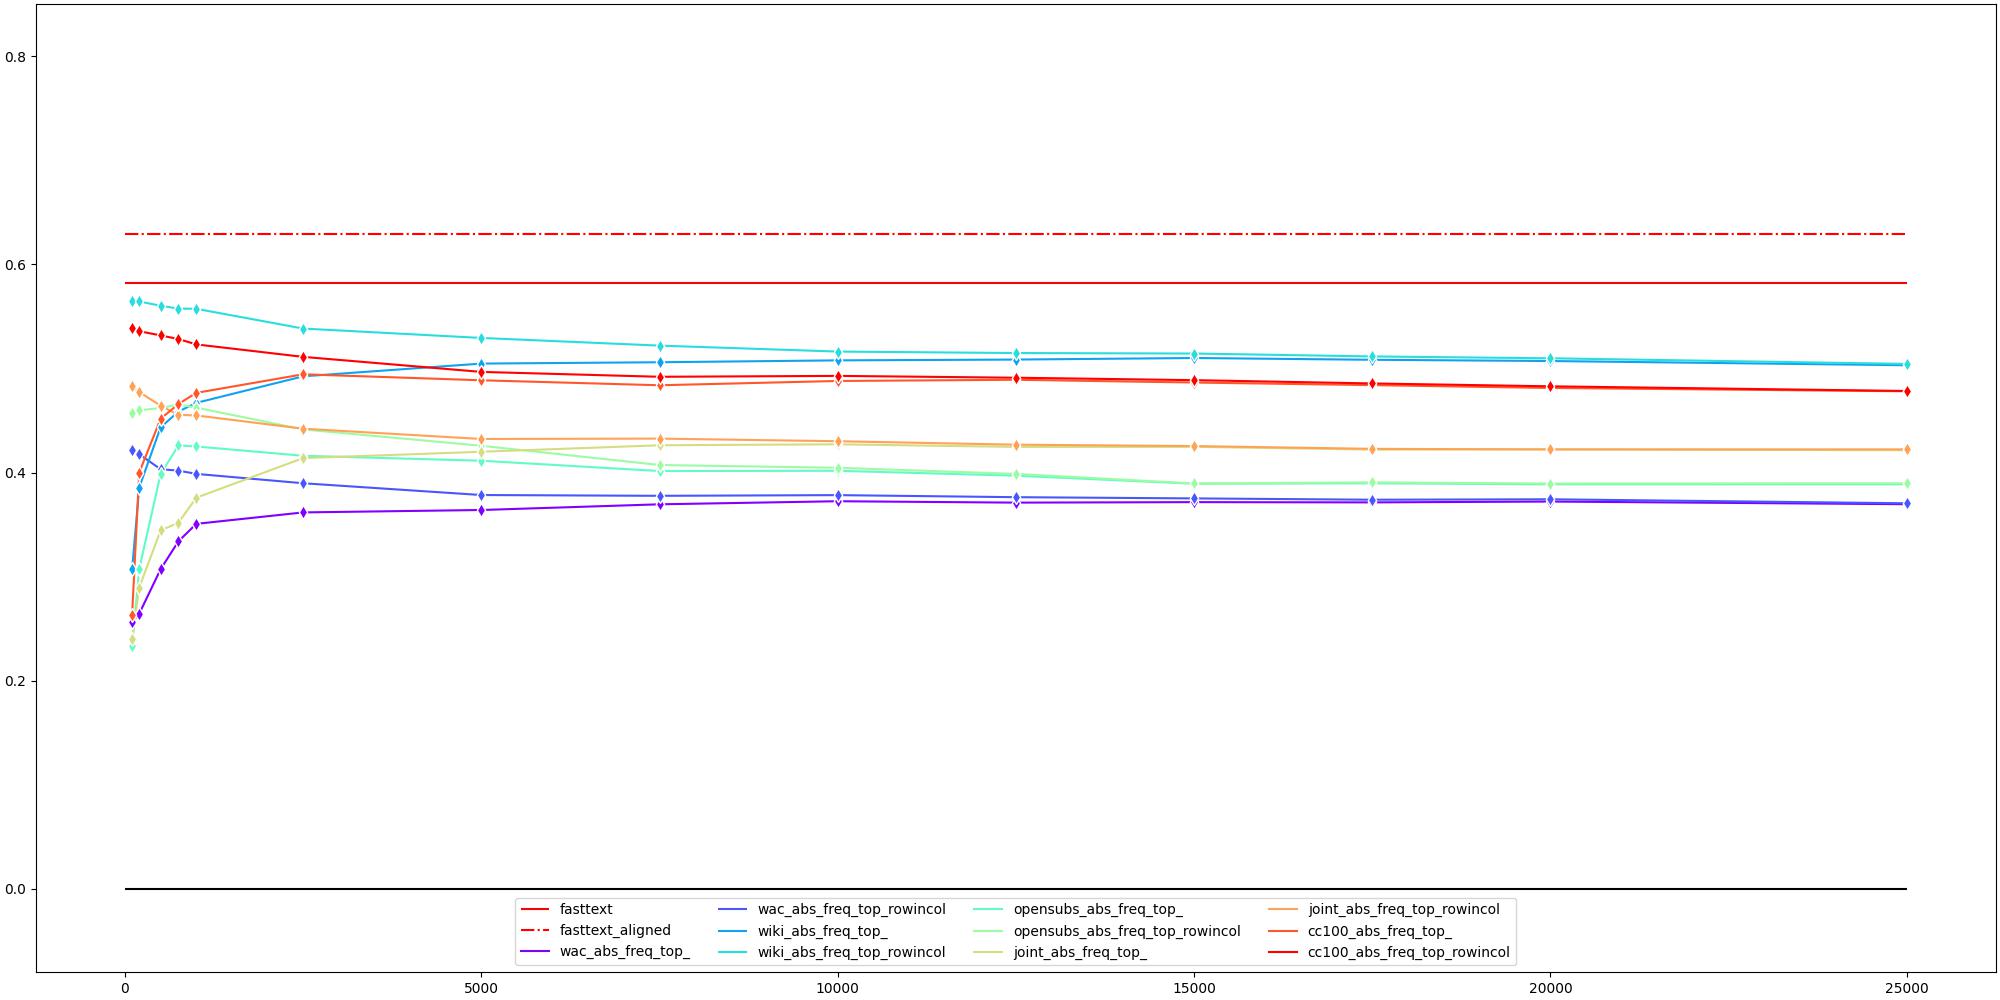 0.8
0.6
0.4
0.2
0.0
fasttext
fasttext_aligned
wac_abs_freq_top_
wac_abs_freq_top_rowincol
wiki_abs_freq_top_
wiki_abs_freq_top_rowincol
opensubs_abs_freq_top_
opensubs_abs_freq_top_rowincol
joint_abs_freq_top_
joint_abs_freq_top_rowincol
cc100_abs_freq_top_
cc100_abs_freq_top_rowincol
0 5000 10000 15000 20000 25000